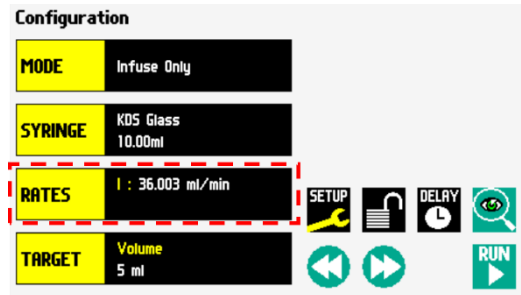 Configuration
MODE
Infuse Only
SYRINGE
KDS Glass
10.00ml
RATES
I : 36.003 ml/min
SETUP
DELAY
TARGET
Volume
5 ml
RUN